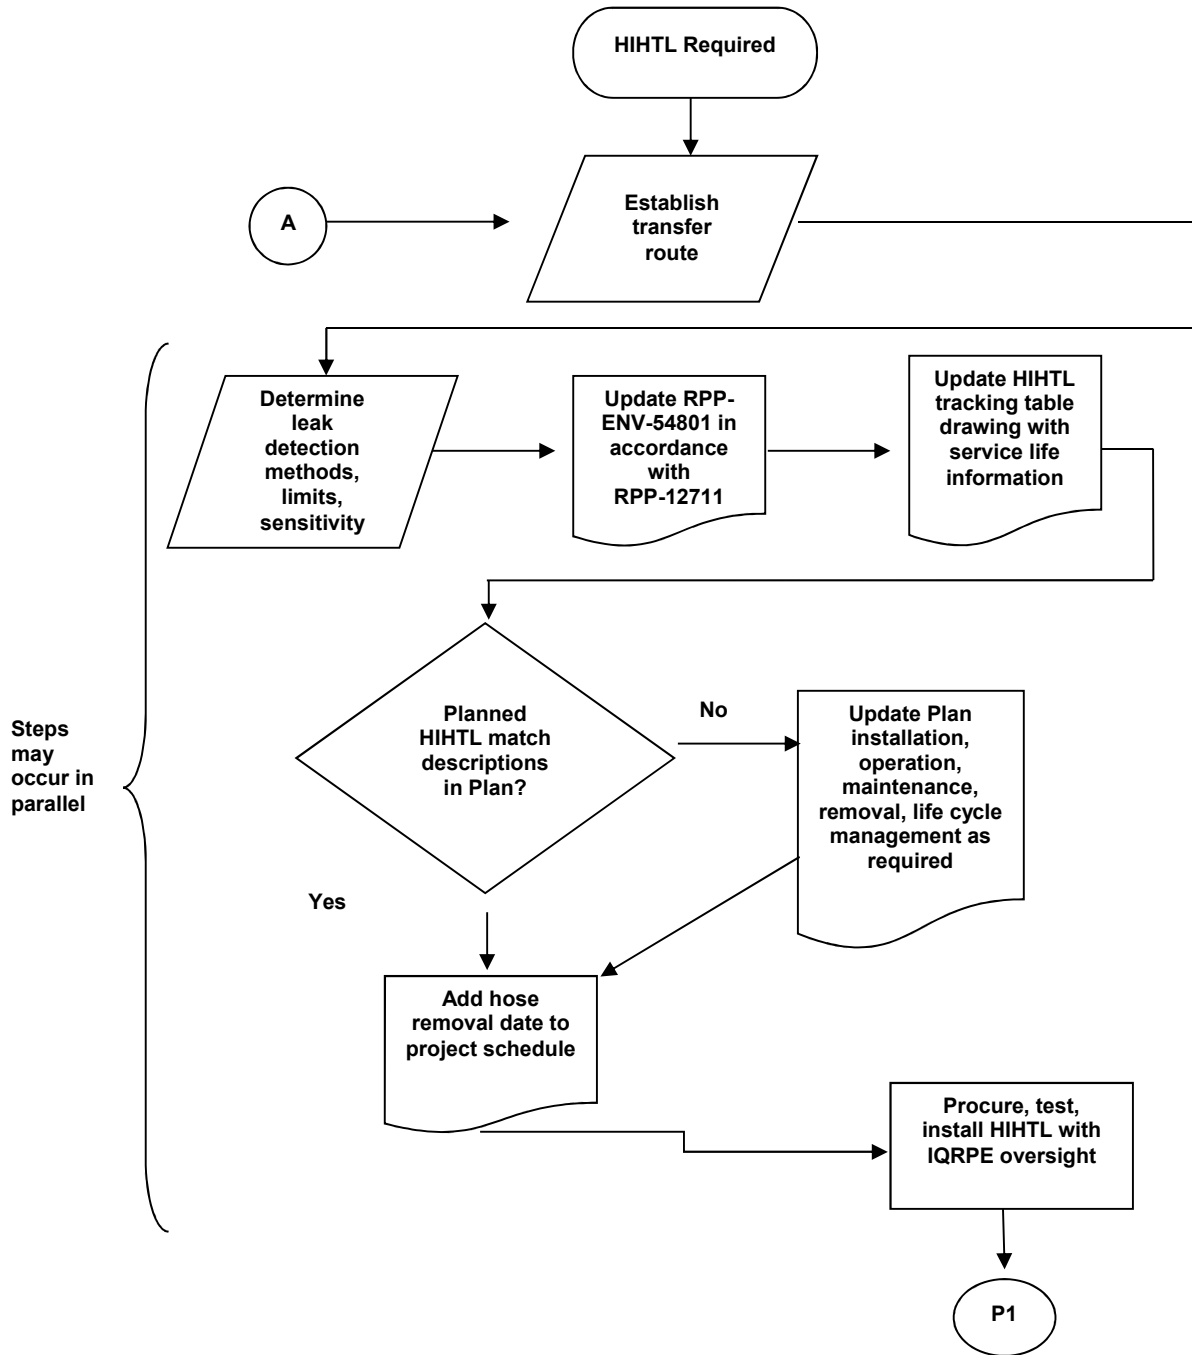 HIHTL Required
A
Establish
transfer
route
Determine
leak
detection
methods,
limits,
sensitivity
Update RPP-
ENV-54801 in
accordance
with
RPP-12711
Update HIHTL
tracking table
drawing with
service life
information
Steps
may
occur in
parallel
Planned
HIHTL match
descriptions
in Plan?
No
Update Plan
installation,
operation,
maintenance,
removal, life cycle
management as
required
Yes
Add hose
removal date to
project schedule
Procure, test,
install HIHTL with
IQRPE oversight
P1